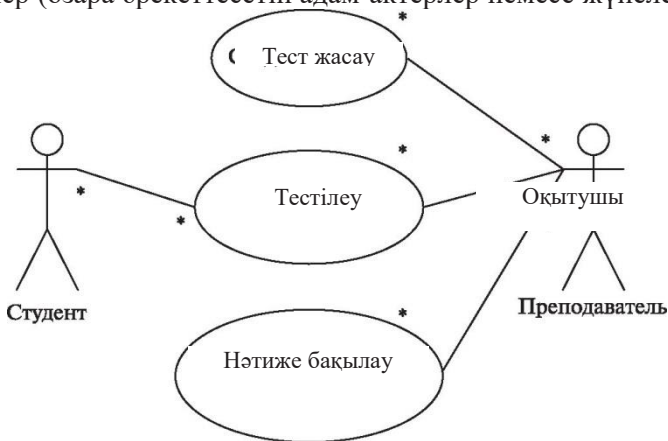 Тест жасау
Тестілеу
Оқытушы
Студент
Преподаватель
Нәтиже бақылау